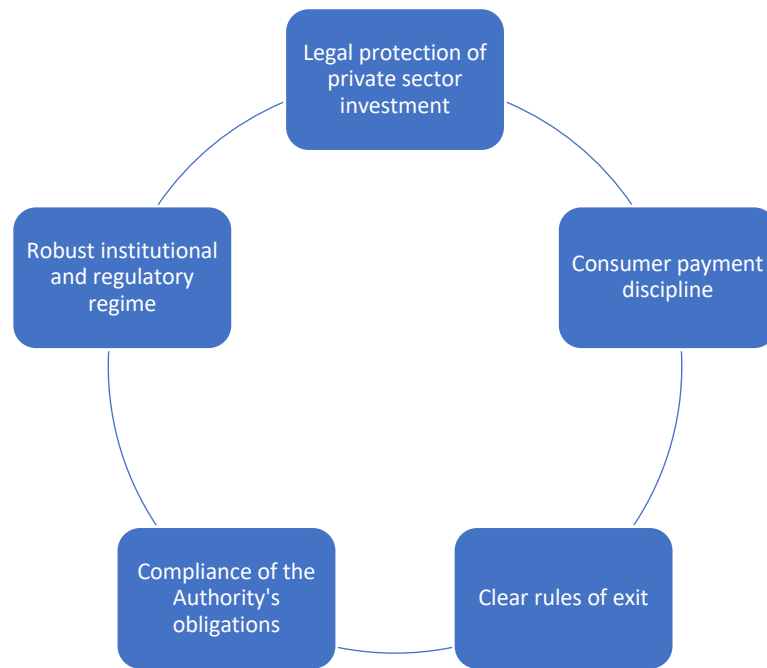 Legal protection of
private sector
investment
Consumer payment
discipline
Clear rules of exit
Compliance of the
Authority's
obligations
Robust institutional
and regulatory
regime